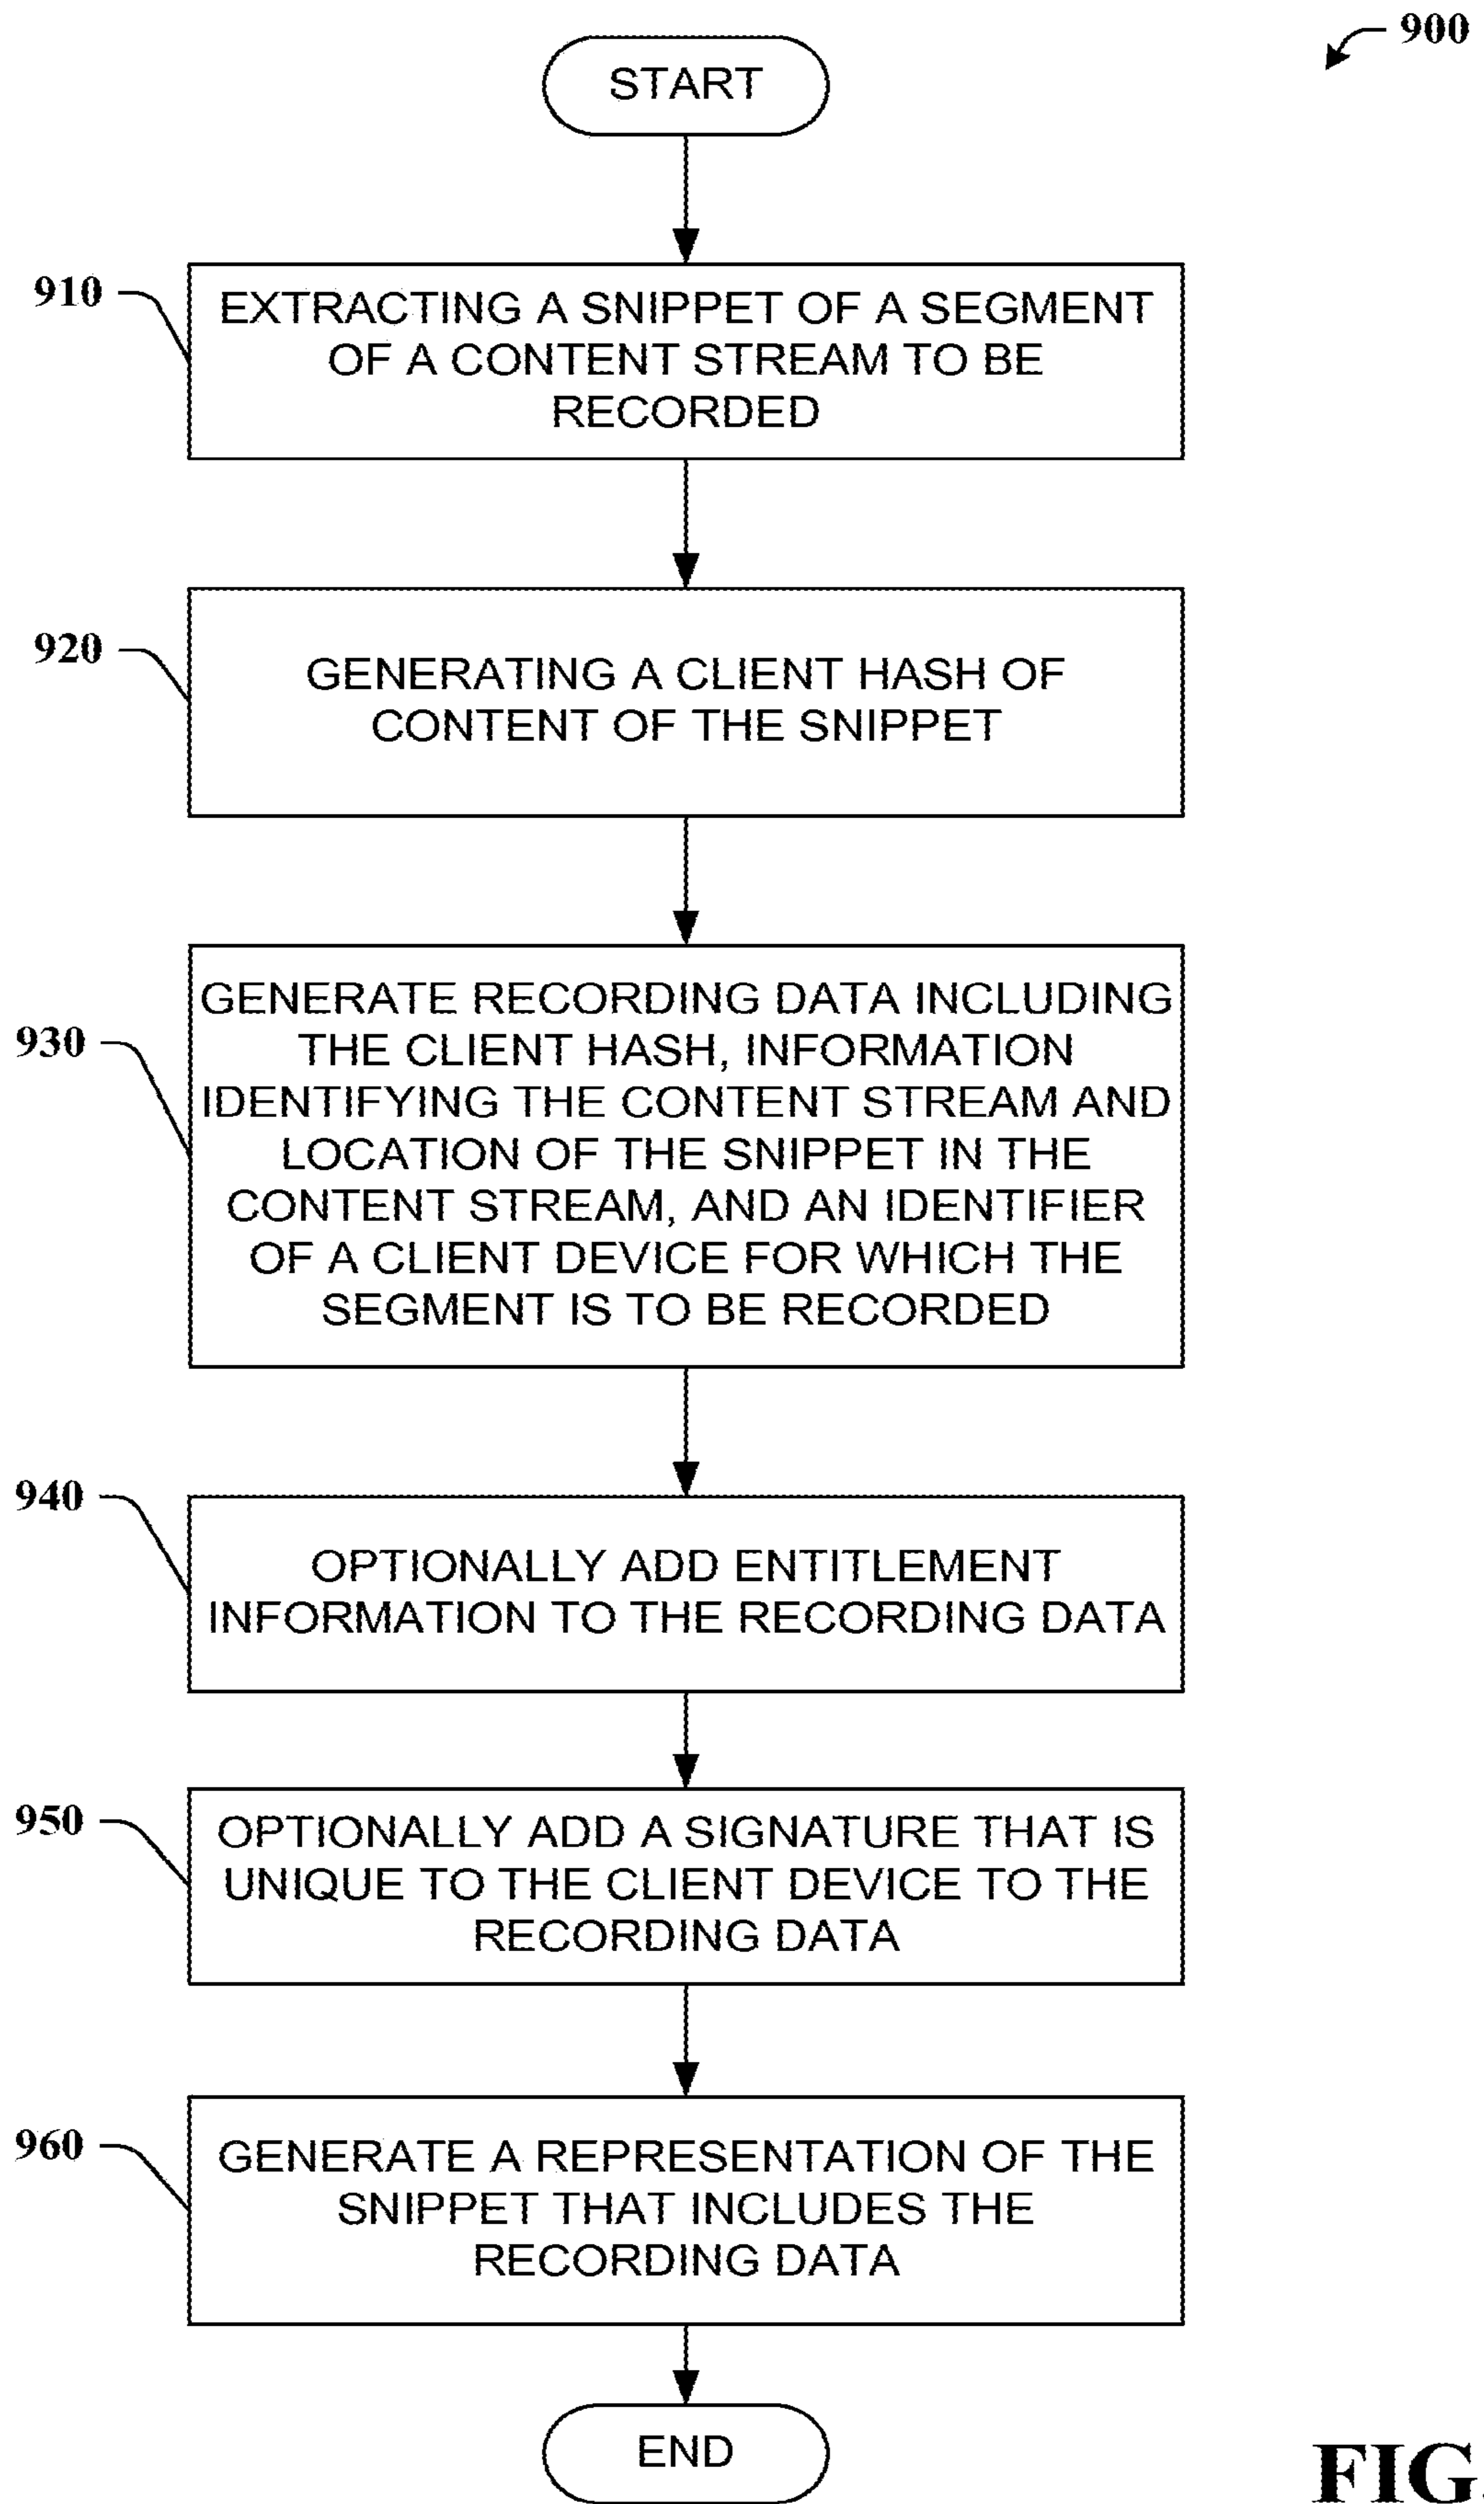 900
START
910
EXTRACTING A SNIPPET OF A SEGMENT
OF A CONTENT STREAM TO BE
RECORDED
920
GENERATING A CLIENT HASH OF
CONTENT OF THE SNIPPET
930
GENERATE RECORDING DATA INCLUDING
THE CLIENT HASH, INFORMATION
IDENTIFYING THE CONTENT STREAM AND
LOCATION OF THE SNIPPET IN THE
CONTENT STREAM, AND AN IDENTIFIER
OF A CLIENT DEVICE FOR WHICH THE
SEGMENT IS TO BE RECORDED
940
OPTIONALLY ADD ENTITLEMENT
INFORMATION TO THE RECORDING DATA
950
OPTIONALLY ADD A SIGNATURE THAT IS
UNIQUE TO THE CLIENT DEVICE TO THE
RECORDING DATA
960
GENERATE A REPRESENTATION OF THE
SNIPPET THAT INCLUDES THE
RECORDING DATA
END
FIG.